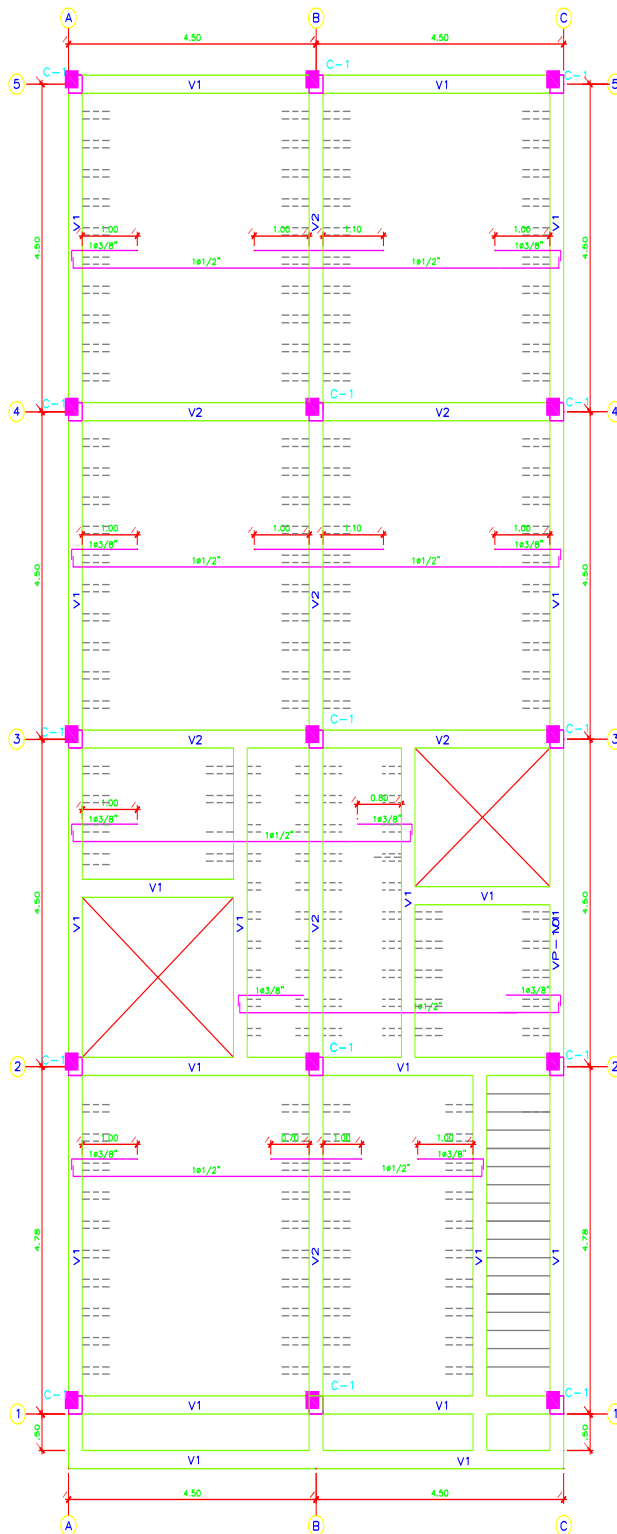 A B C
4.50 4.50
C-1 C-1 C-1
5 V1 V1 5
V1 V2 V1
1.00 1.00 1.10 1.00
1ø3/8" 1ø3/8"
4.50 4.50
1ø1/2" 1ø1/2"
C-1 C-1 C-1
4 V2 V2 4
1.00 1.00 1.10 1.00
1ø3/8" 1ø3/8"
1ø1/2" 1ø1/2"
4.50 4.50
V1 V2 V1
C-1 C-1 C-1
3 V2 V2 3
1.00 0.80
1ø3/8" 1ø3/8"
1ø1/2"
V1
4.50 V1 4.50
V1 V1 V2 V1
1ø3/8" 1ø3/8"
1ø1/2"
C-1 C-1 C-1
2 V1 V1 2
1.00 0.70 1.00 1.00
1ø3/8" 1ø3/8"
1ø1/2" 1ø1/2"
4.78 4.78
V1 V2 V1 V1
C-1 C-1 C-1
1 V1 V1 1
.50 .50
V1 V1
4.50 4.50
A B C